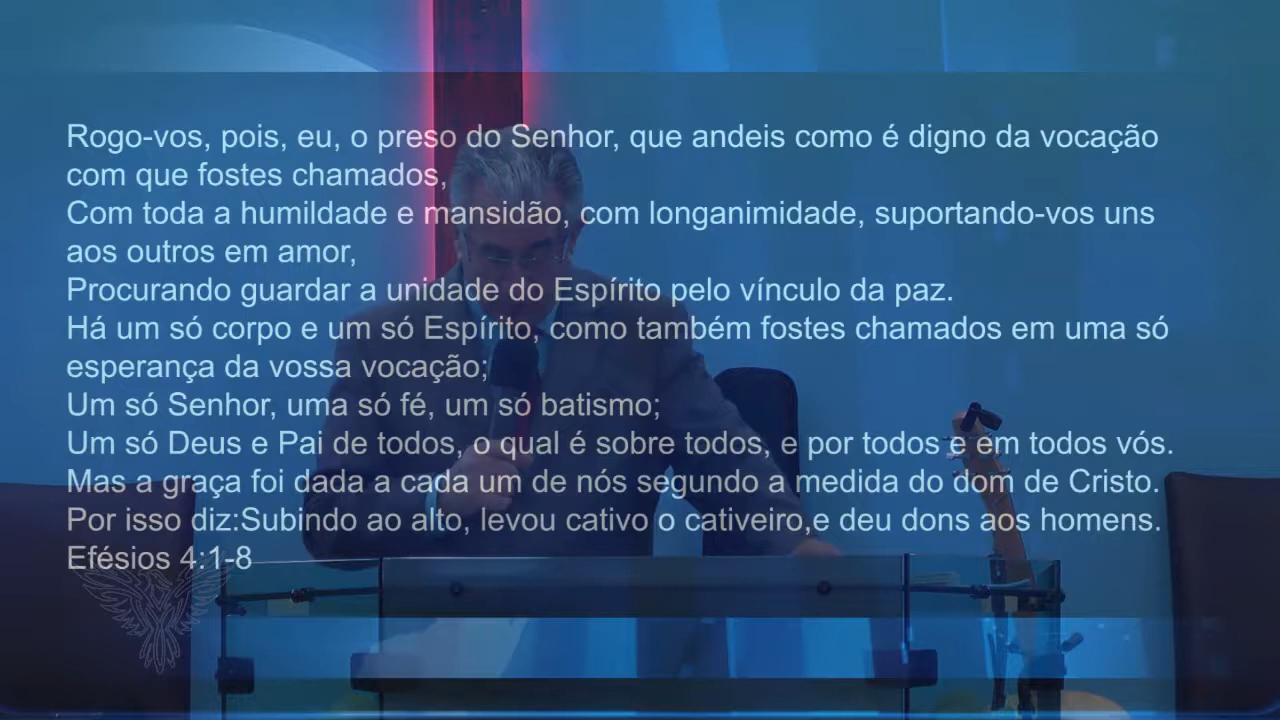 Rogo-vos, pois, eu, o preso do Senhor, que andeis como é digno da vocação
com que fostes chamados,
Com toda a humildade e mansidão, com longanimidade, suportando-vos uns
aos outros em amor,
Procurando guardar a unidade do Espírito pelo vínculo da paz.
Há um só corpo e um só Espírito, como também fostes chamados em uma só
esperança da vossa vocação;
Um só Senhor, uma só fé, um só batismo;
Um só Deus e Pai de todos, o qual é sobre todos, e por todos e em todos vós.
Mas a graça foi dada a cada um de nós segundo a medida do dom de Cristo.
Por isso diz:Subindo ao alto, levou cativo o cativeiro,e deu dons aos homens.
Efésios 4:1-8